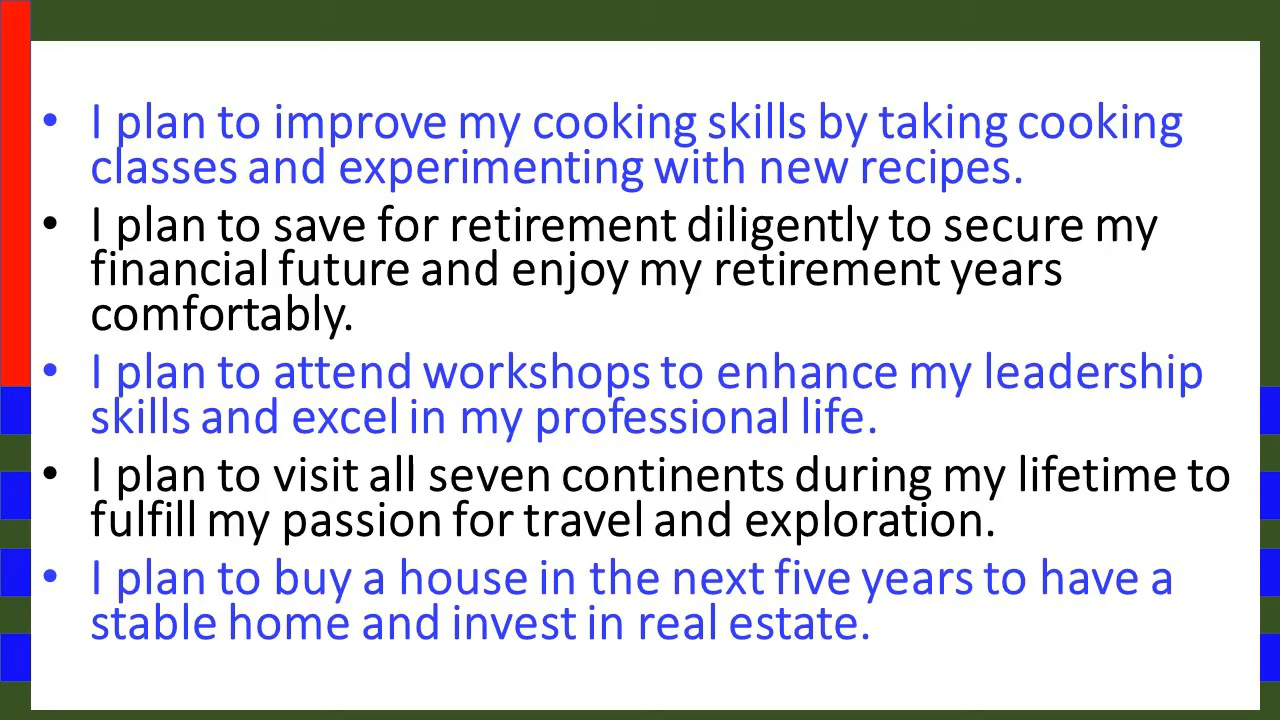 • I plan to improve my cooking skills by taking cooking
classes and experimenting with new recipes.
• I plan to save for retirement diligently to secure my
financial future and enjoy my retirement years
comfortably.
• I plan to attend workshops to enhance my leadership
skills and excel in my professional life.
• I plan to visit all seven continents during my lifetime to
fulfill my passion for travel and exploration.
• I plan to buy a house in the next five years to have a
stable home and invest in real estate.